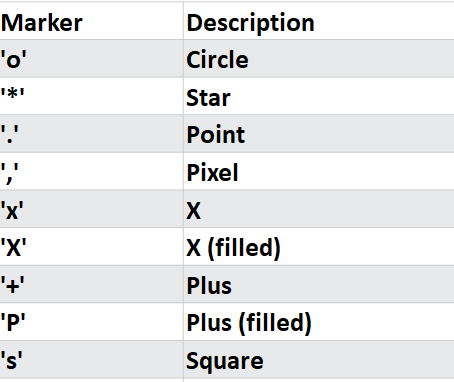 Marker Description
'o' Circle
'*' Star
'.' Point
',' Pixel
'x' X
'X' X (filled)
'+' Plus
'P' Plus (filled)
's' Square